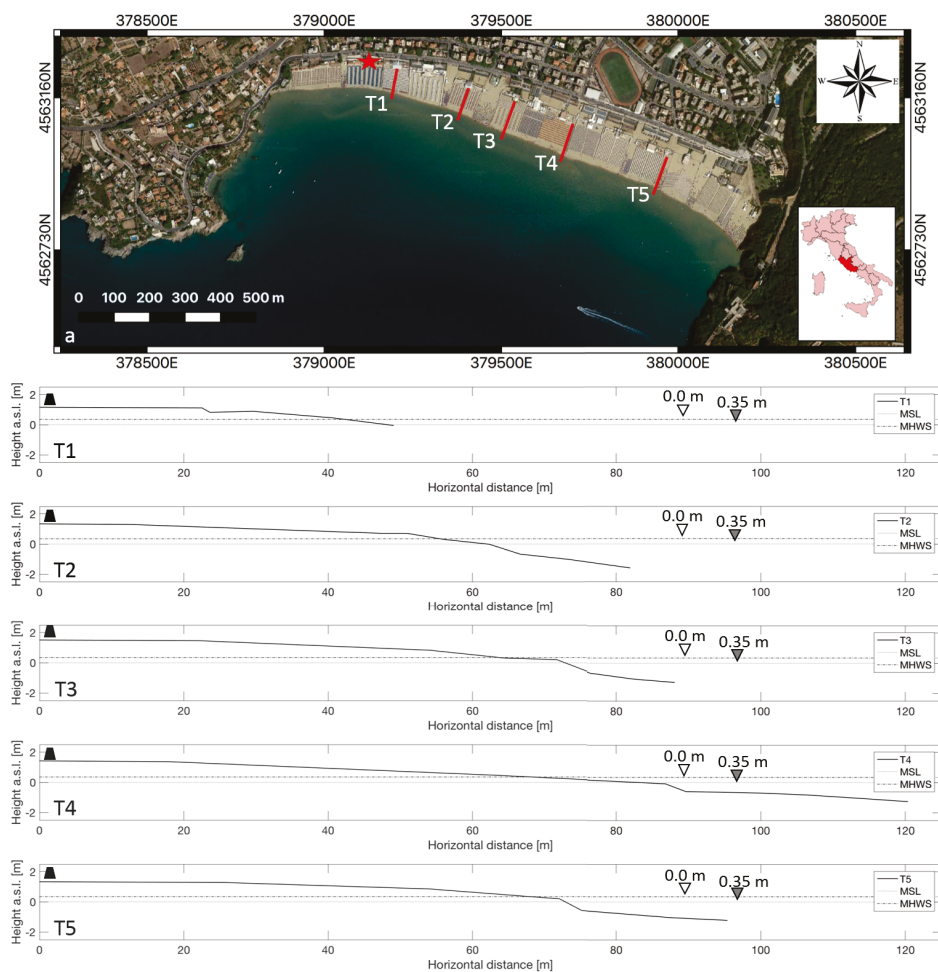 378500E 379000E 379500E 380000E 380500E
4563160N 4563160N
4562730N 4562730N
N
W E
S
T1
T2
T3
T4
T5
0 100 200 300 400 500 m
a
378500E 379000E 379500E 380000E 380500E
Height a.s.l. [m]
2
0
-2
T1
0.0 m
0.35 m
T1
MSL
MHWS
0 20 40 60 80 100 120
Horizontal distance [m]
Height a.s.l. [m]
2
0
-2
T2
0.0 m
0.35 m
T2
MSL
MHWS
0 20 40 60 80 100 120
Horizontal distance [m]
Height a.s.l. [m]
2
0
-2
T3
0.0 m
0.35 m
T3
MSL
MHWS
0 20 40 60 80 100 120
Horizontal distance [m]
Height a.s.l. [m]
2
0
-2
T4
0.0 m
0.35 m
T4
MSL
MHWS
0 20 40 60 80 100 120
Horizontal distance [m]
Height a.s.l. [m]
2
0
-2
T5
0.0 m
0.35 m
T5
MSL
MHWS
0 20 40 60 80 100 120
Horizontal distance [m]